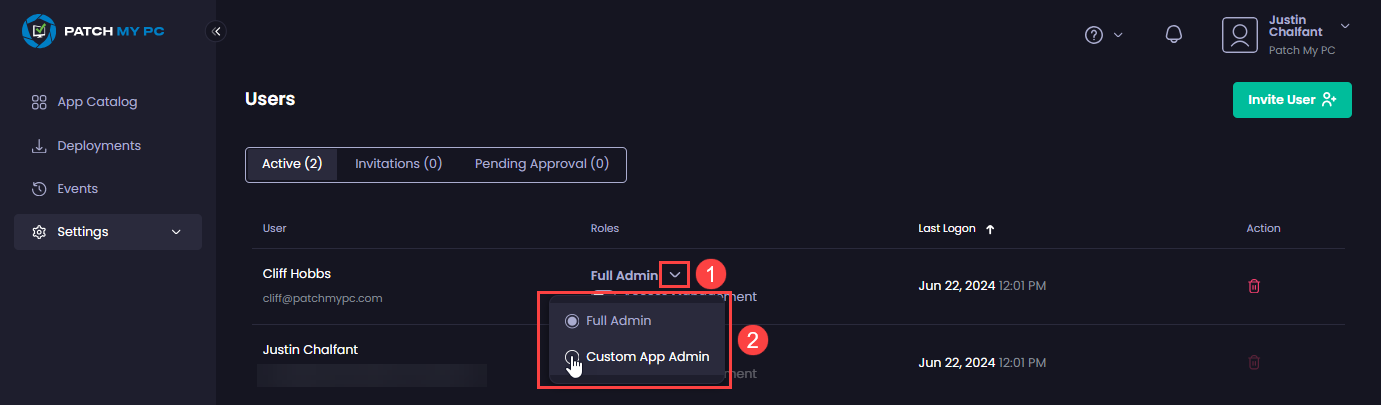 PATCH MY PC
Justin
Chalfant
Patch My PC
App Catalog
Deployments
Events
Settings
Users
Invite User
Active (2)
Invitations (0)
Pending Approval (0)
User
Roles
Last Logon
Action
Cliff Hobbs
cliff@patchmypc.com
Full Admin
1
Jun 22, 2024 12:01 PM
Full Admin
Custom App Admin
2
Justin Chalfant
Jun 22, 2024 12:01 PM